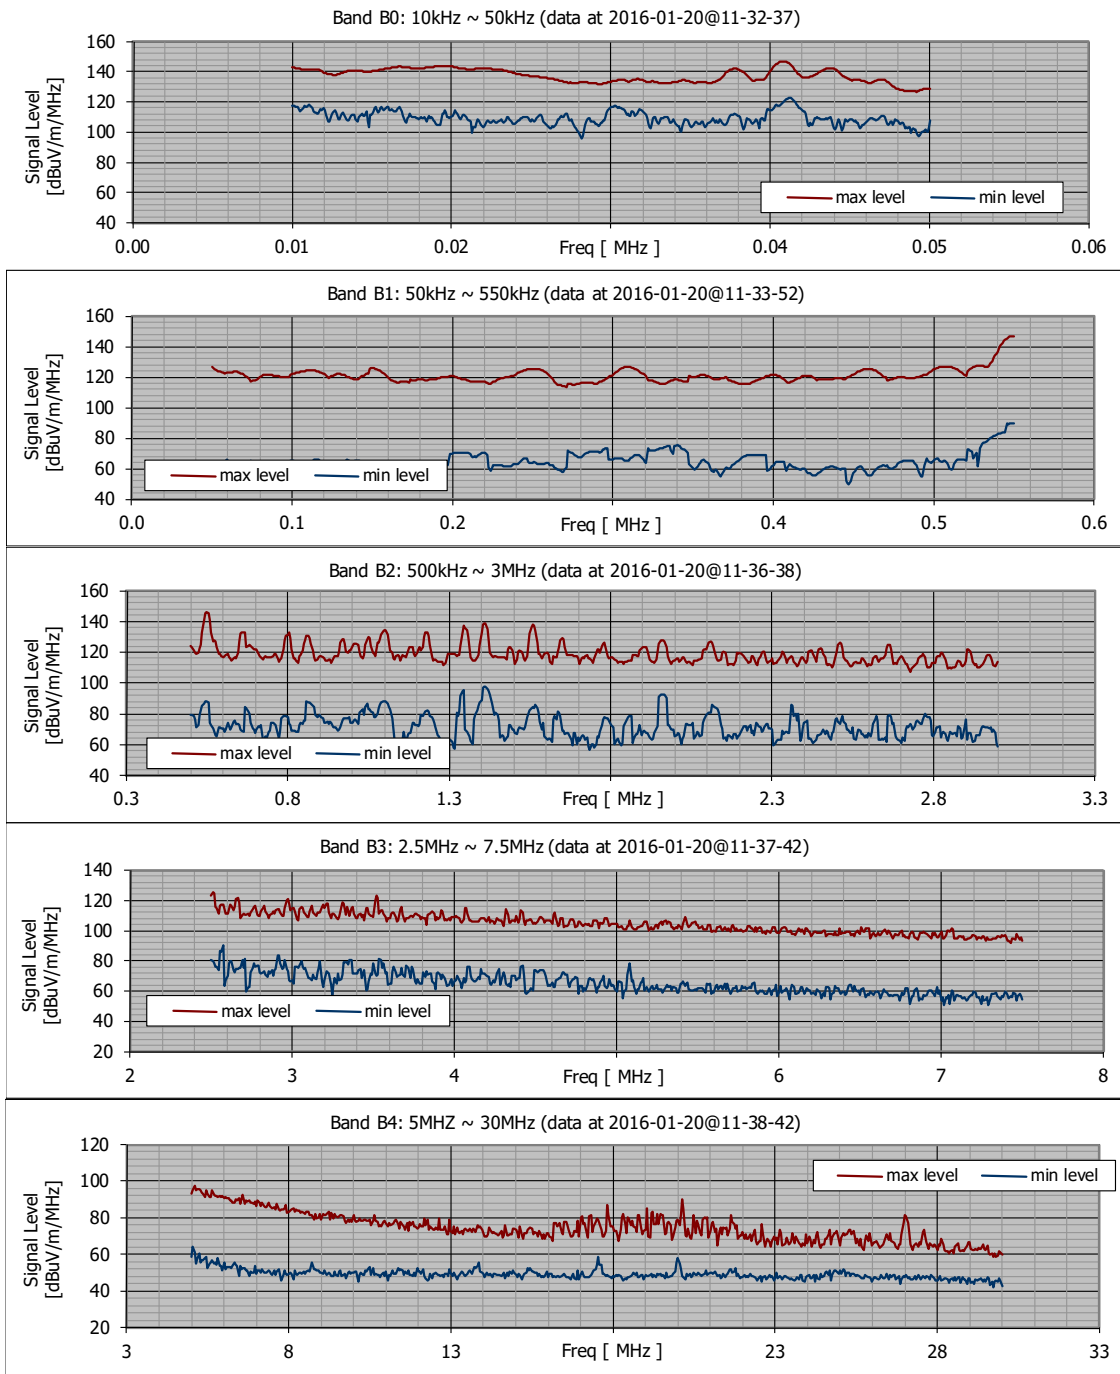 Band B0: 10kHz ~ 50kHz (data at 2016-01-20@11-32-37)
160
140
120
100
80
60
40
Signal Level
[dBuV/m/MHz]
max level min level
0.00 0.01 0.02 Freq [ MHz ] 0.04 0.05 0.06
Band B1: 50kHz ~ 550kHz (data at 2016-01-20@11-33-52)
160
140
120
100
80
60
40
Signal Level
[dBuV/m/MHz]
max level min level
0.0 0.1 0.2 Freq [ MHz ] 0.4 0.5 0.6
Band B2: 500kHz ~ 3MHz (data at 2016-01-20@11-36-38)
160
140
120
100
80
60
40
Signal Level
[dBuV/m/MHz]
max level min level
0.3 0.8 1.3 Freq [ MHz ] 2.3 2.8 3.3
Band B3: 2.5MHz ~ 7.5MHz (data at 2016-01-20@11-37-42)
140
120
100
80
60
40
20
Signal Level
[dBuV/m/MHz]
max level min level
2 3 4 Freq [ MHz ] 6 7 8
Band B4: 5MHZ ~ 30MHz (data at 2016-01-20@11-38-42)
120
100
80
60
40
20
Signal Level
[dBuV/m/MHz]
max level min level
3 8 13 Freq [ MHz ] 23 28 33